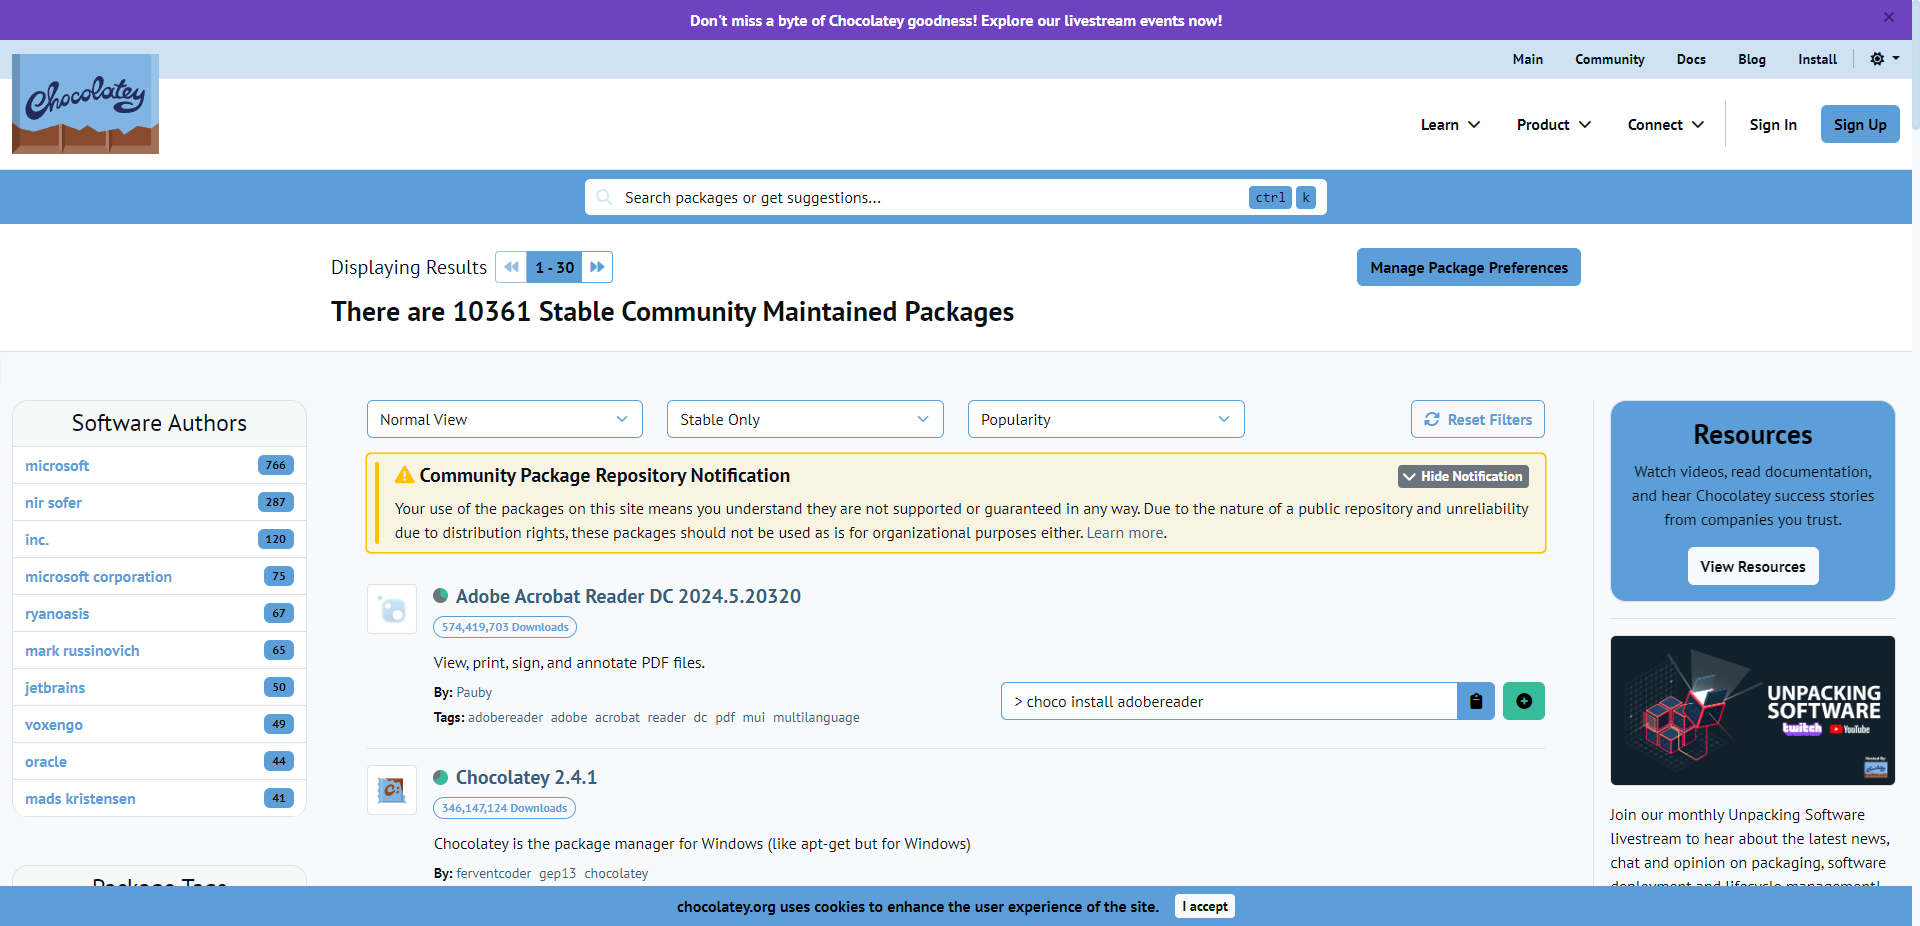 Don't miss a byte of Chocolatey goodness! Explore our livestream events now!
×
Main Community Docs Blog Install
Chocolatey
Learn Product Connect Sign In Sign Up
Search packages or get suggestions... ctrl k
Displaying Results 1 - 30
Manage Package Preferences
There are 10361 Stable Community Maintained Packages
Software Authors
microsoft 766
nir sofer 287
inc. 120
microsoft corporation 75
ryanoasis 67
mark russinovich 65
jetbrains 50
voxengo 49
oracle 44
mads kristensen 41
Package Tags
Normal View Stable Only Popularity Reset Filters
Community Package Repository Notification Hide Notification
Your use of the packages on this site means you understand they are not supported or guaranteed in any way. Due to the nature of a public repository and unreliability
due to distribution rights, these packages should not be used as is for organizational purposes either. Learn more.
Adobe Acrobat Reader DC 2024.5.20320
574,419,703 Downloads
View, print, sign, and annotate PDF files.
By: Pauby
Tags: adobereader adobe acrobat reader dc pdf mui multilanguage
> choco install adobereader
Chocolatey 2.4.1
346,147,124 Downloads
Chocolatey is the package manager for Windows (like apt-get but for Windows)
By: ferventcoder gep13 chocolatey
Resources
Watch videos, read documentation,
and hear Chocolatey success stories
from companies you trust.
View Resources
UNPACKING
SOFTWARE
twitch YouTube
Hosted By
Join our monthly Unpacking Software
livestream to hear about the latest news,
chat and opinion on packaging, software
deployment and lifecycle management!
chocolatey.org uses cookies to enhance the user experience of the site. I accept